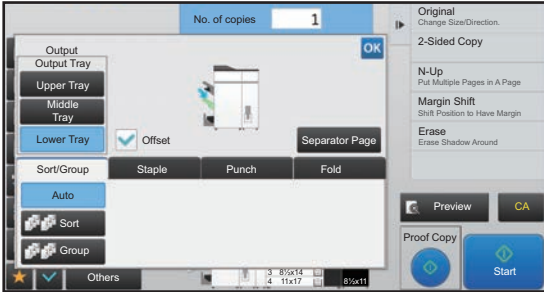 No. of copies 1
Output
OK
Output Tray
Upper Tray
Middle
Tray
Lower Tray
Offset
Separator Page
Sort/Group
Staple
Punch
Fold
Auto
Sort
Group
Others
3 8½x14
4 11x17
8½x11
Original
Change Size/Direction.
2-Sided Copy
N-Up
Put Multiple Pages in A Page
Margin Shift
Shift Position to Have Margin
Erase
Erase Shadow Around
Preview
CA
Proof Copy
Start